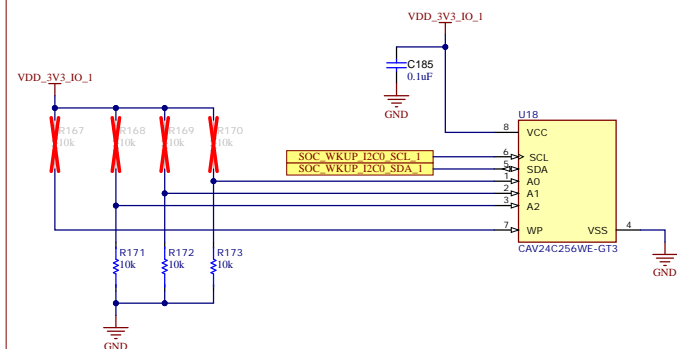 VDD_3V3_IO_1
C185
0.1uF
GND
VDD_3V3_IO_1
U18
R167
10k
R168
10k
R169
10k
R170
10k
8
VCC
SOC_WKUP_I2C0_SCL_1
6
SCL
SOC_WKUP_I2C0_SDA_1
5
SDA
1
A0
2
A1
3
A2
7
WP
VSS
4
CAV24C256WE-GT3
GND
R171
10k
R172
10k
R173
10k
GND